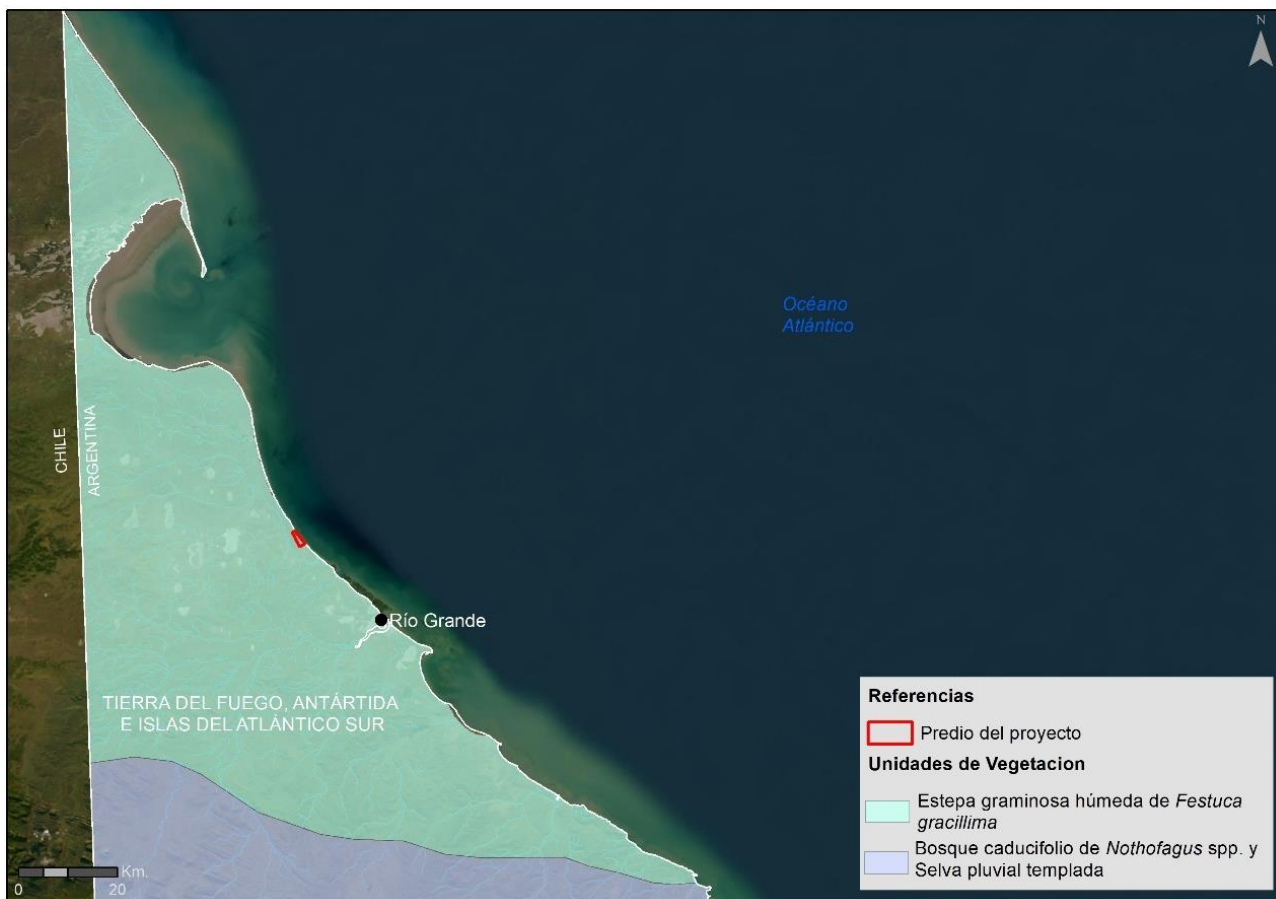 N
Océano
Atlántico
CHILE
ARGENTINA
Río Grande
TIERRA DEL FUEGO, ANTÁRTIDA
E ISLAS DEL ATLÁNTICO SUR
Referencias
Predio del proyecto
Unidades de Vegetacion
Estepa graminosa húmeda de Festuca
gracillima
Bosque caducifolio de Nothofagus spp. y
Selva pluvial templada
Km.
0 20